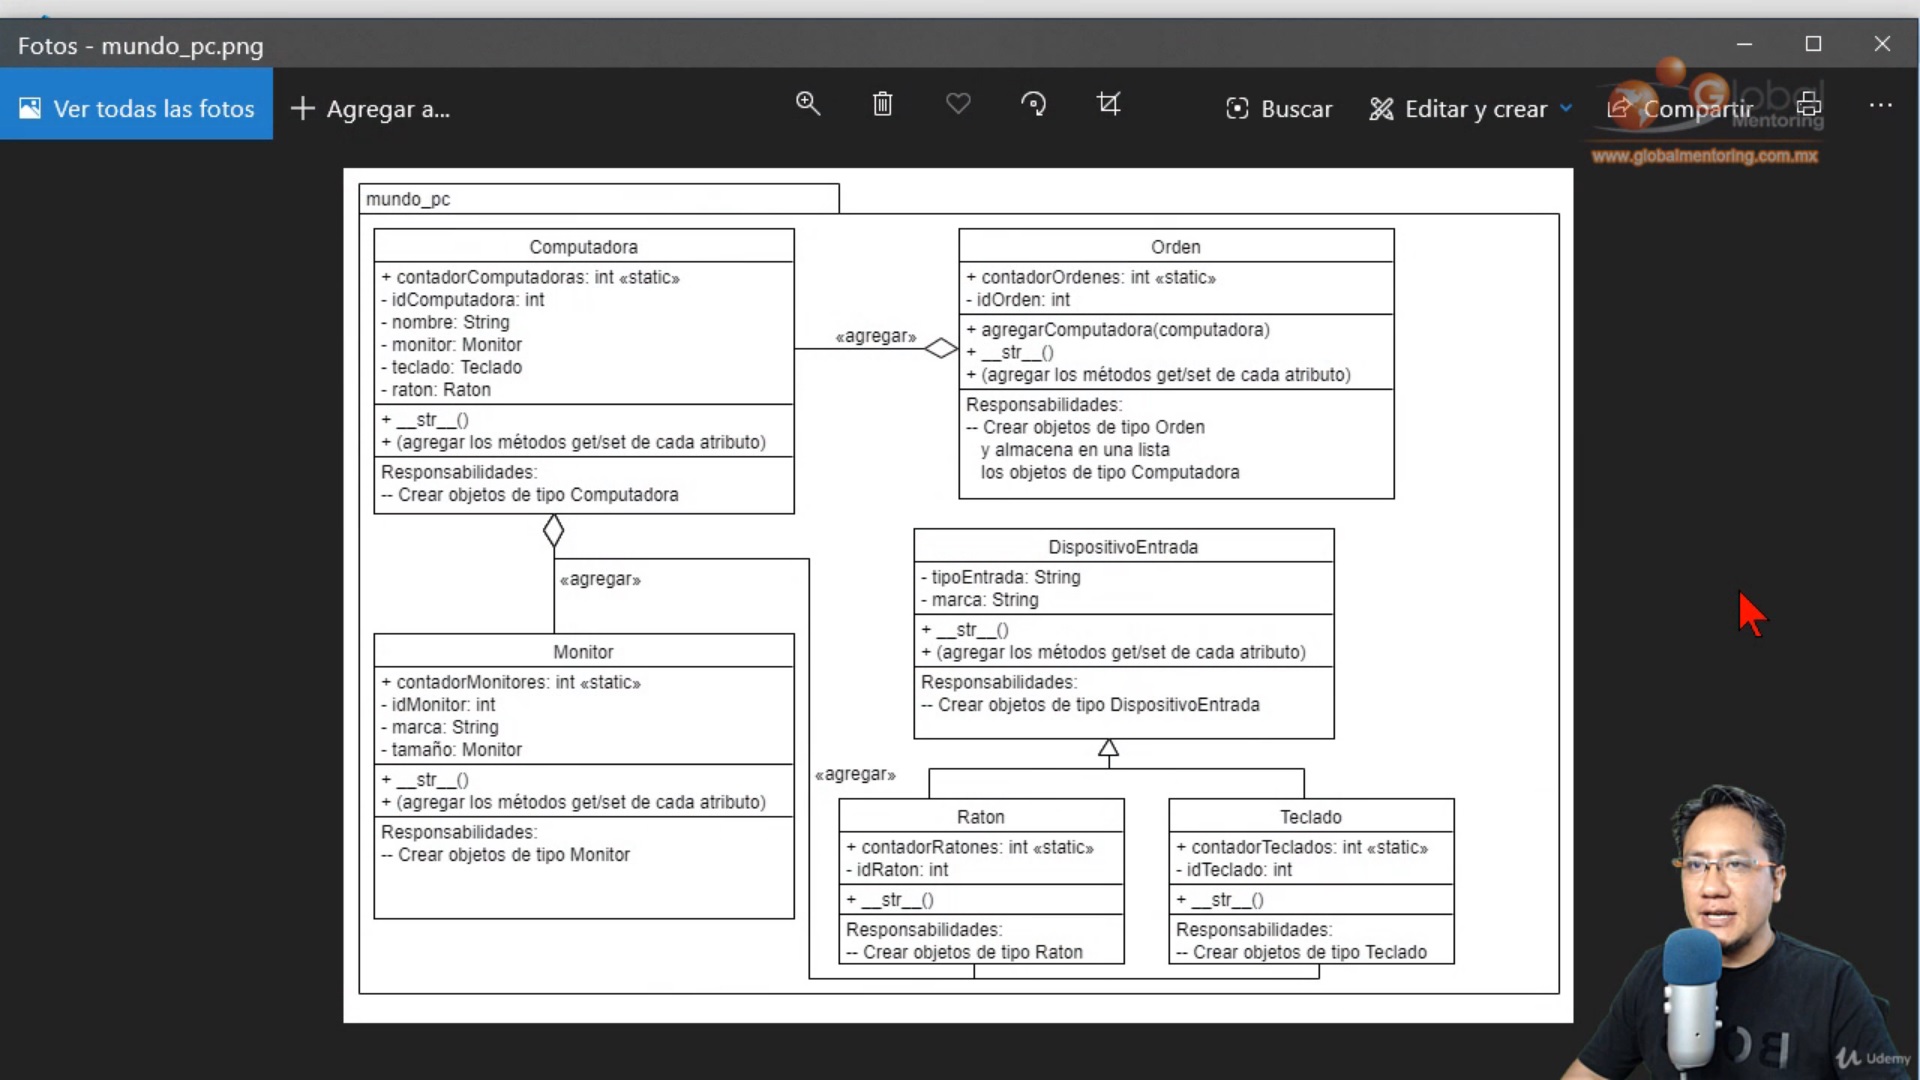 Fotos - mundo_pc.png
Ver todas las fotos
Agregar a...
Buscar
Editar y crear
Compartir
Global
Mentoring
www.globalmentoring.com.mx
mundo_pc
Computadora
+ contadorComputadoras: int «static»
- idComputadora: int
- nombre: String
- monitor: Monitor
- teclado: Teclado
- raton: Raton
+ __str__()
+ (agregar los métodos get/set de cada atributo)
Responsabilidades:
-- Crear objetos de tipo Computadora
«agregar»
Orden
+ contadorOrdenes: int «static»
- idOrden: int
+ agregarComputadora(computadora)
+ __str__()
+ (agregar los métodos get/set de cada atributo)
Responsabilidades:
-- Crear objetos de tipo Orden
y almacena en una lista
los objetos de tipo Computadora
«agregar»
DispositivoEntrada
- tipoEntrada: String
- marca: String
+ __str__()
+ (agregar los métodos get/set de cada atributo)
Responsabilidades:
-- Crear objetos de tipo DispositivoEntrada
Monitor
+ contadorMonitores: int «static»
- idMonitor: int
- marca: String
- tamaño: Monitor
+ __str__()
+ (agregar los métodos get/set de cada atributo)
Responsabilidades:
-- Crear objetos de tipo Monitor
«agregar»
Raton
+ contadorRatones: int «static»
- idRaton: int
+ __str__()
Responsabilidades:
-- Crear objetos de tipo Raton
Teclado
+ contadorTeclados: int «static»
- idTeclado: int
+ __str__()
Responsabilidades:
-- Crear objetos de tipo Teclado
Udemy